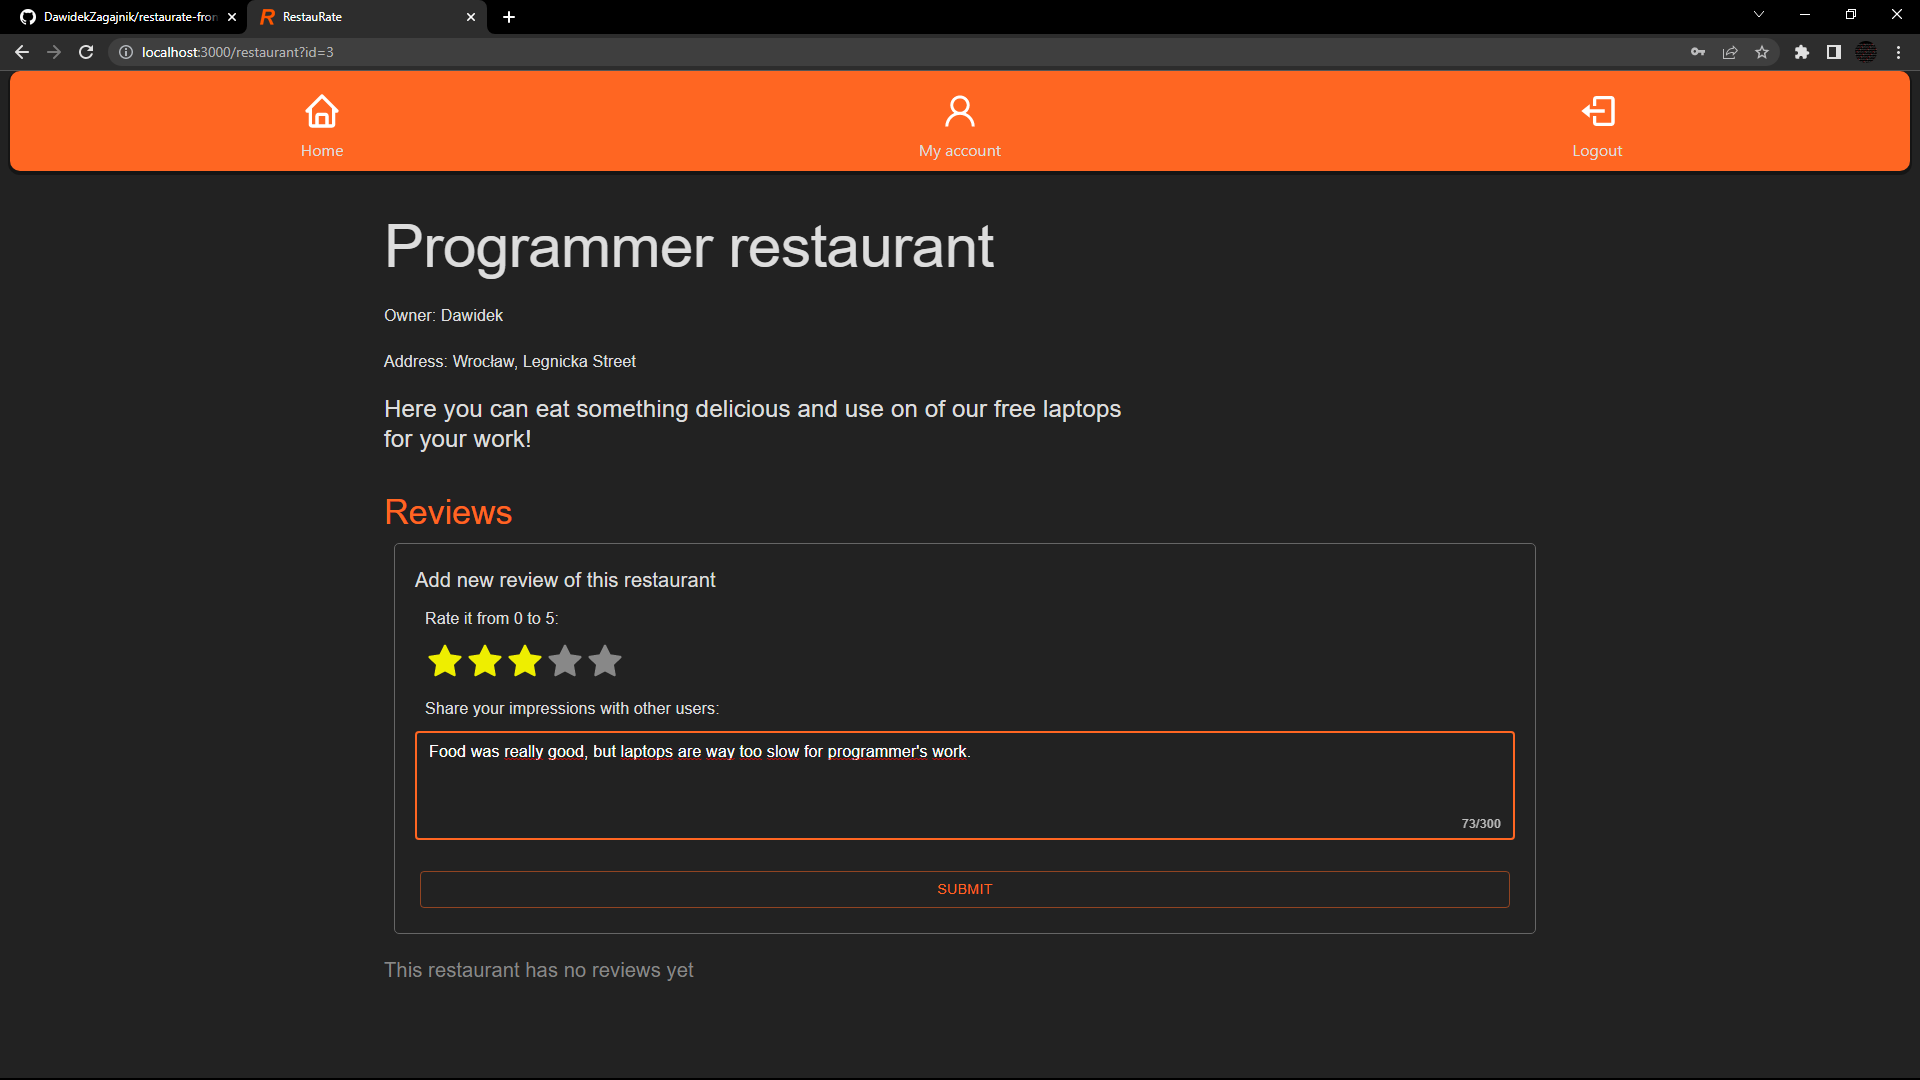 DawidekZagajnik/restaurate-fron
RestauRate
localhost:3000/restaurant?id=3
Home
My account
Logout
Programmer restaurant
Owner: Dawidek
Address: Wrocław, Legnicka Street
Here you can eat something delicious and use on of our free laptops
for your work!
Reviews
Add new review of this restaurant
Rate it from 0 to 5:
Share your impressions with other users:
Food was really good, but laptops are way too slow for programmer's work.
73/300
SUBMIT
This restaurant has no reviews yet